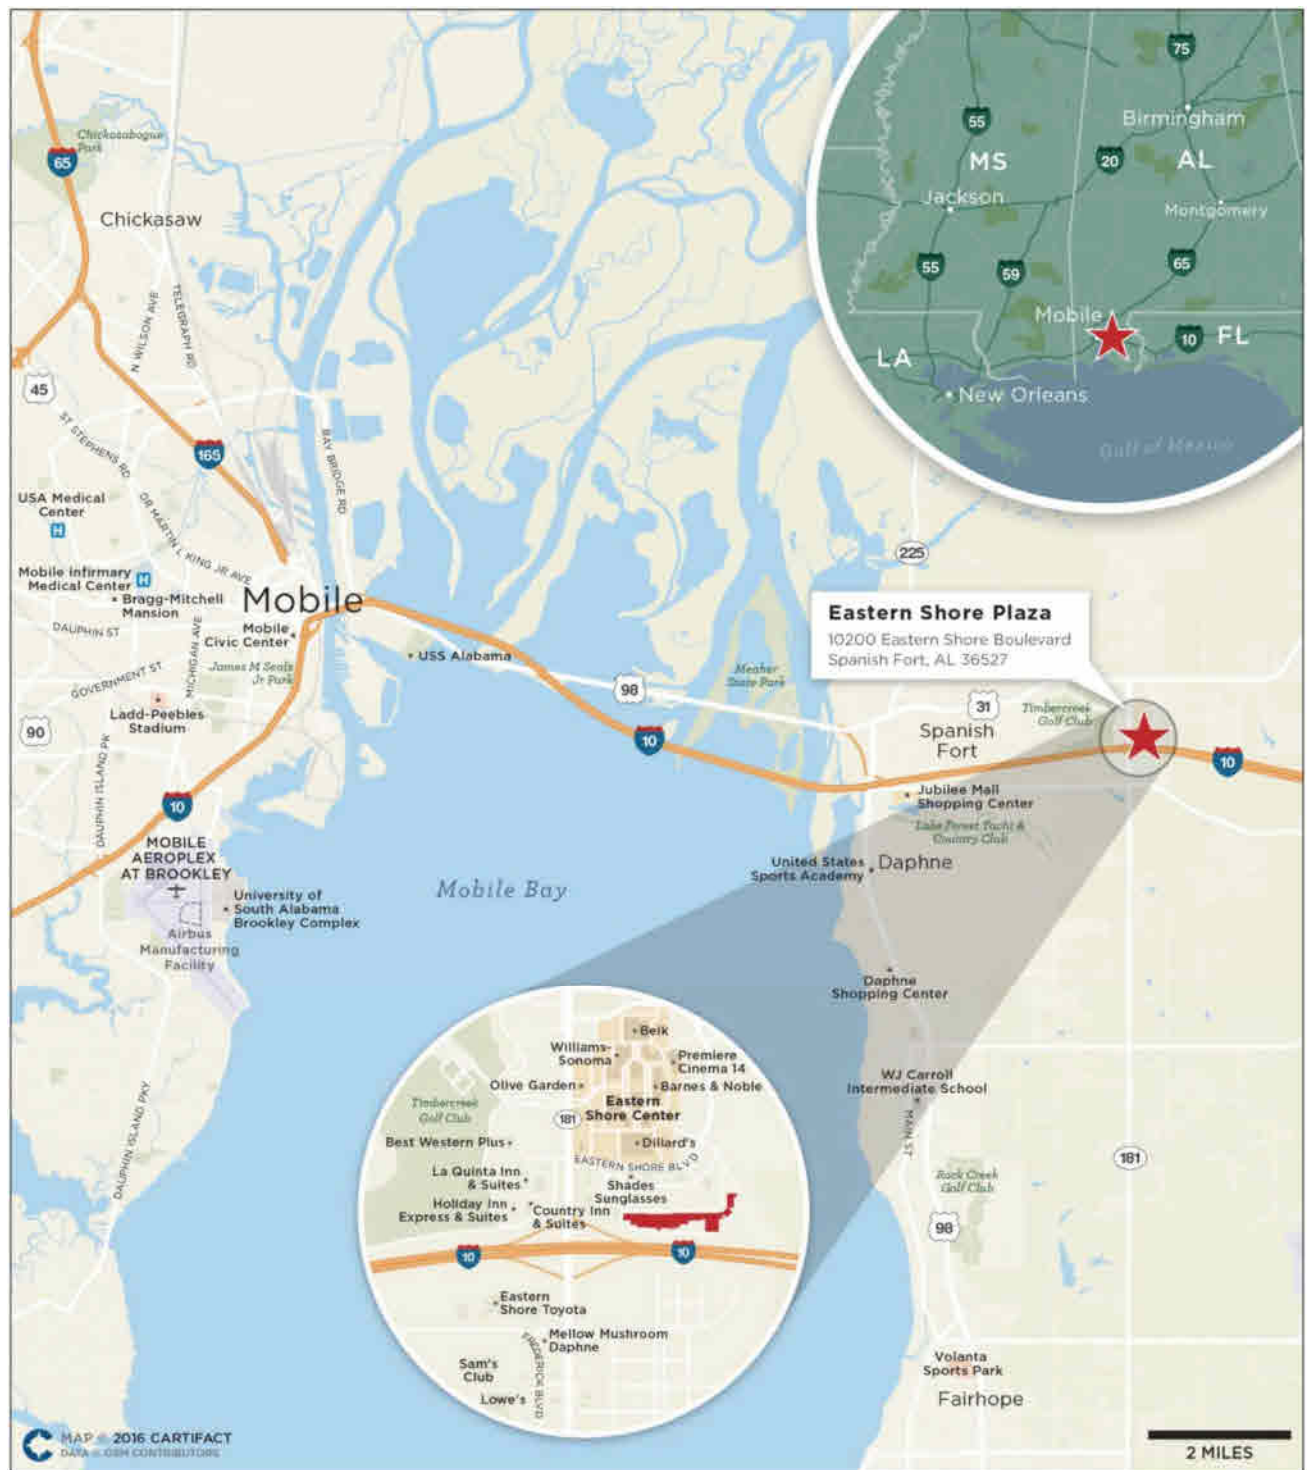 75
55
Birmingham
MS
20
AL
Jackson
Montgomery
55
59
65
Mobile
10
FL
LA
New Orleans
Gulf of Mexico
Chickasabogue
Park
65
Chickasaw
N WILSON AVE
TELEGRAPH RD
45
ST STEPHENS RD
165
BAY BRIDGE RD
USA Medical
Center
H
DR MARTIN L KING JR AVE
225
Mobile Infirmary
Medical Center
H
Bragg-Mitchell
Mansion
Mobile
DAUPHIN ST
MICHIGAN AVE
Mobile
Civic Center
Eastern Shore Plaza
10200 Eastern Shore Boulevard
Spanish Fort, AL 36527
USS Alabama
GOVERNMENT ST
James M Seals
Jr Park
Meaher
State Park
98
31
Timbercreek
Golf Club
Ladd-Peebles
Stadium
90
10
Spanish
Fort
10
DAUPHIN ISLAND PK
10
Jubilee Mall
Shopping Center
Lake Forest Yacht &
Country Club
MOBILE
AEROPLEX
AT BROOKLEY
United States
Sports Academy
Daphne
Mobile Bay
University of
South Alabama
Brookley Complex
Airbus
Manufacturing
Facility
Daphne
Shopping Center
WJ Carroll
Intermediate School
MAIN ST
181
Rock Creek
Golf Club
98
DAUPHIN ISLAND PKY
Belk
Williams-
Sonoma
Premiere
Cinema 14
Olive Garden
Barnes & Noble
Timbercreek
Golf Club
Eastern
Shore Center
181
Best Western Plus
Dillard's
EASTERN SHORE BLVD
La Quinta Inn
& Suites
Shades
Sunglasses
Holiday Inn
Express & Suites
Country Inn
& Suites
10
10
Eastern
Shore Toyota
Mellow Mushroom
Daphne
FREDERICK BLVD
Sam's
Club
Lowe's
Volanta
Sports Park
Fairhope
MAP © 2016 CARTIFACT
DATA © OSM CONTRIBUTORS
2 MILES